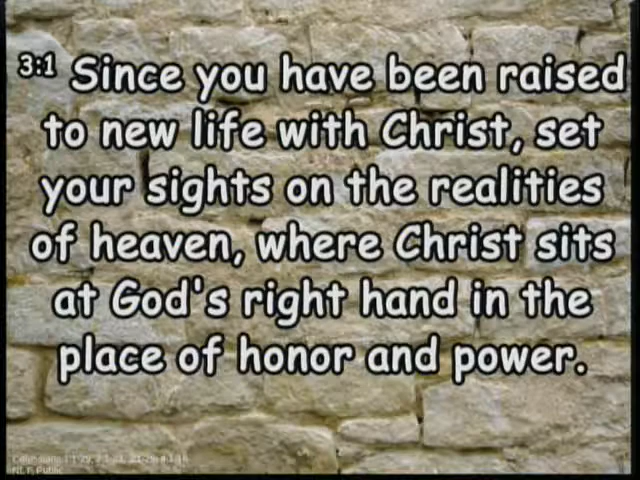 3:1 Since you have been raised
to new life with Christ, set
your sights on the realities
of heaven, where Christ sits
at God's right hand in the
place of honor and power.